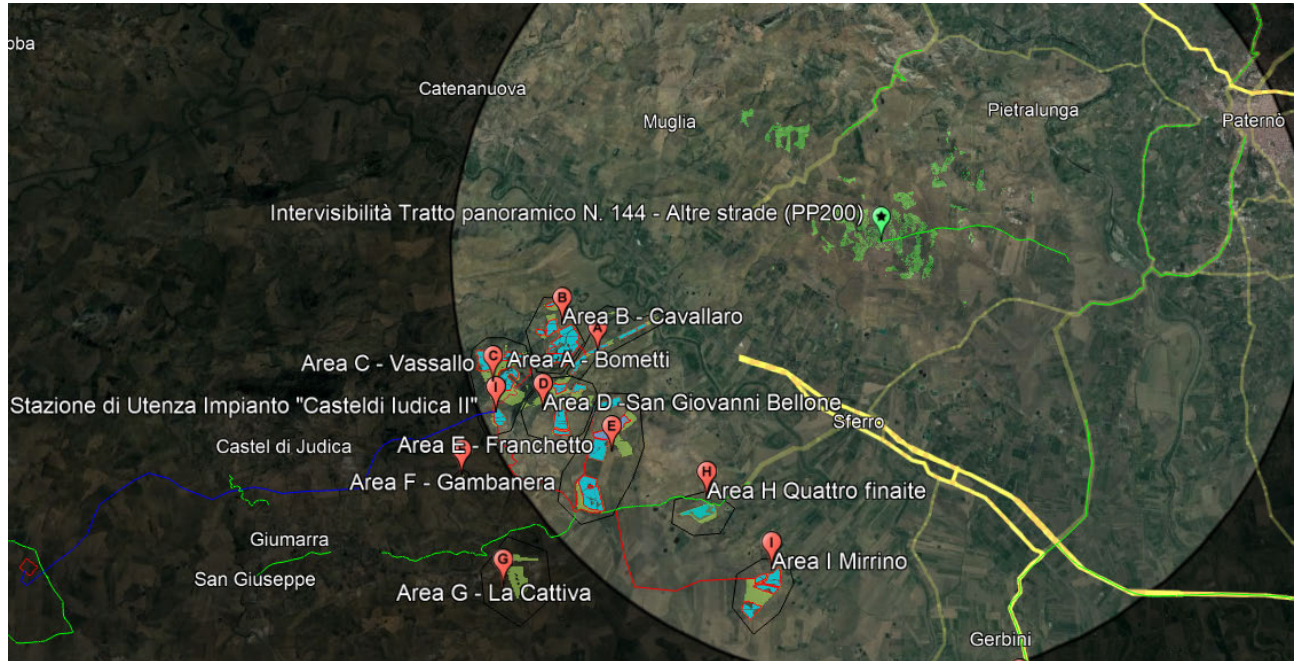 oba
Catenanuova
Muglia
Pietralunga
Paternò
Intervisibilità Tratto panoramico N. 144 - Altre strade (PP200)
B
Area B - Cavallaro
A
C
Area C - Vassallo
Area A - Bometti
I
D
Stazione di Utenza Impianto "Casteldi Iudica II"
Area D -San Giovanni Bellone
Sferro
E
Castel di Judica
Area E - Franchetto
H
Area F - Gambanera
Area H Quattro finaite
Giumarra
I
G
Area I Mirrino
San Giuseppe
Area G - La Cattiva
Gerbini